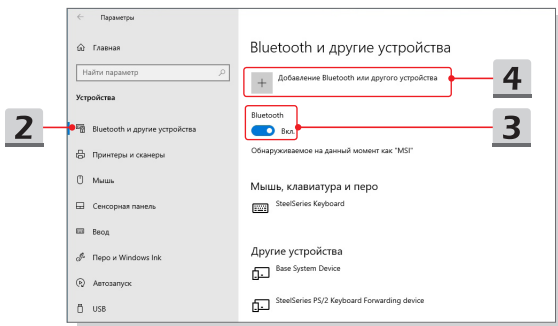 Параметры
Главная
Найти параметр
Устройства
Bluetooth и другие устройства
Принтеры и сканеры
Мышь
Сенсорная панель
Ввод
Перо и Windows Ink
Автозапуск
USB
Bluetooth и другие устройства
Добавление Bluetooth или другого устройства
Bluetooth
Вкл.
Обнаруживаемое на данный момент как "MSI"
Мышь, клавиатура и перо
SteelSeries Keyboard
Другие устройства
Base System Device
SteelSeries PS/2 Keyboard Forwarding device
2
4
3